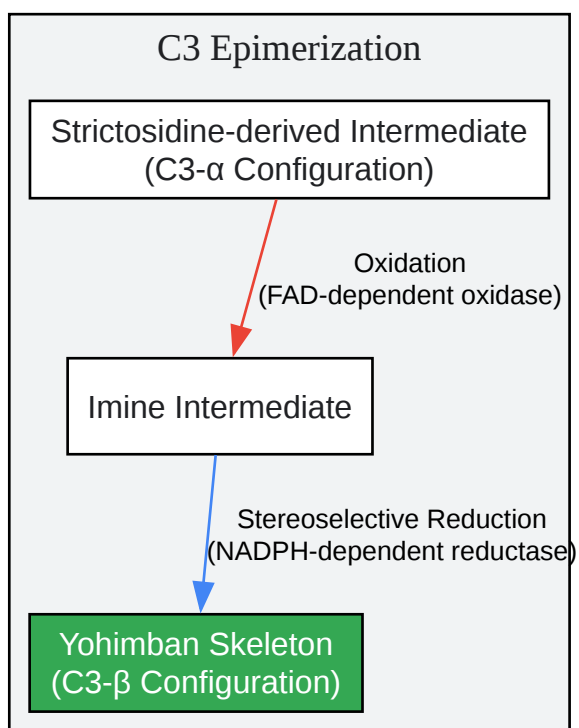 C3 Epimerization
Strictosidine-derived Intermediate
(C3-α Configuration)
Oxidation
(FAD-dependent oxidase)
Imine Intermediate
Stereoselective Reduction
(NADPH-dependent reductase)
Yohimban Skeleton
(C3-β Configuration)